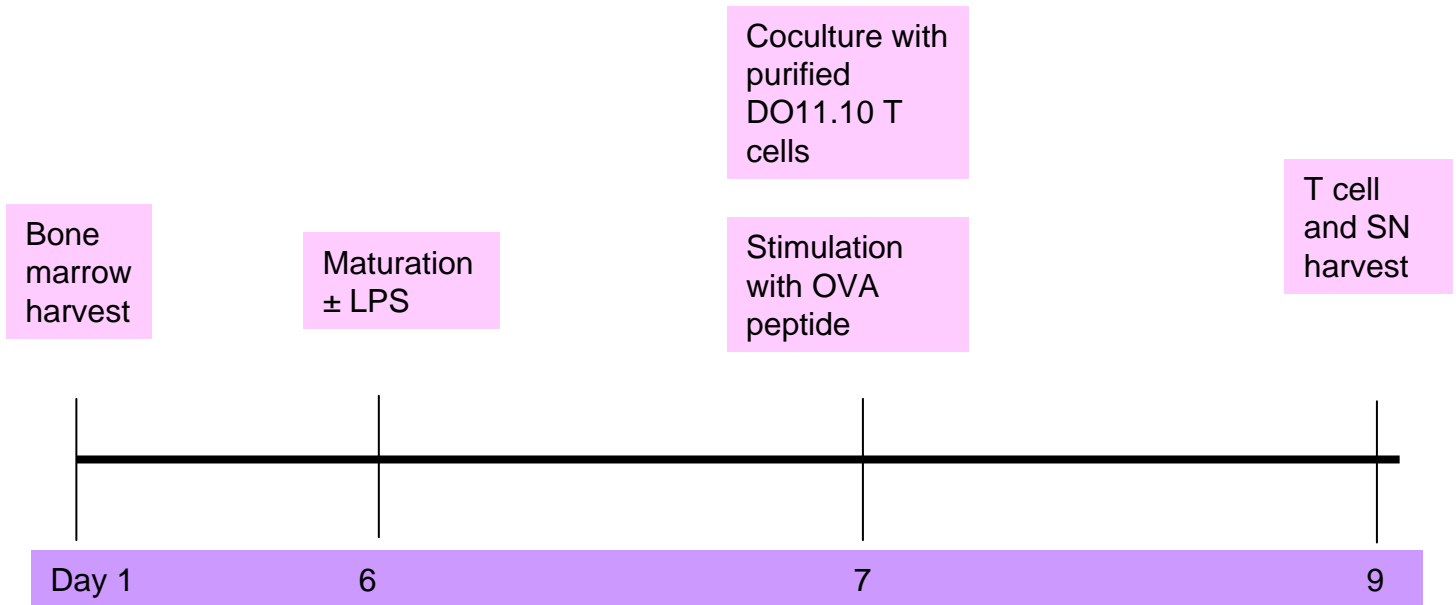 Bone
marrow
harvest
Maturation
± LPS
Coculture with
purified
DO11.10 T
cells
Stimulation
with OVA
peptide
T cell
and SN
harvest
Day 1 6 7 9